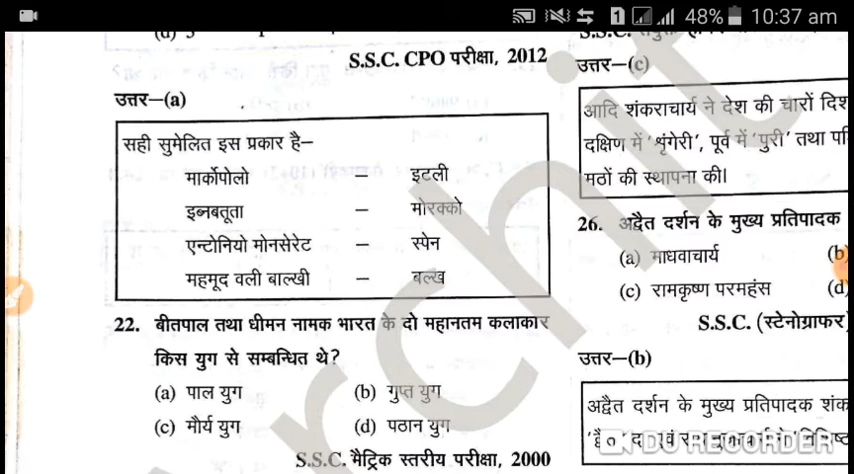 1 48% 10:37 am
S.S.C. CPO परीक्षा, 2012
उत्तर–(a)
सही सुमेलित इस प्रकार है–
मार्कोपोलो – इटली
इब्नबतूता – मोरक्को
एन्टोनियो मोनसेरेट – स्पेन
महमूद वली बाल्खी – बल्ख
22. बीतपाल तथा धीमन नामक भारत के दो महानतम कलाकार
किस युग से सम्बन्धित थे?
(a) पाल युग (b) गुप्त युग
(c) मौर्य युग (d) पठान युग
S.S.C. मैट्रिक स्तरीय परीक्षा, 2000
उत्तर–(c)
आदि शंकराचार्य ने देश की चारों
दक्षिण में 'श्रृंगेरी', पूर्व में 'पुरी' तथा
मठों की स्थापना की।
26. अद्वैत दर्शन के मुख्य प्रतिपादक
(a) माधवाचार्य (b)
(c) रामकृष्ण परमहंस (d)
S.S.C. (स्टेनोग्राफर
उत्तर–(b)
अद्वैत दर्शन के मुख्य प्रतिपादक
DU RECORDER
Archit